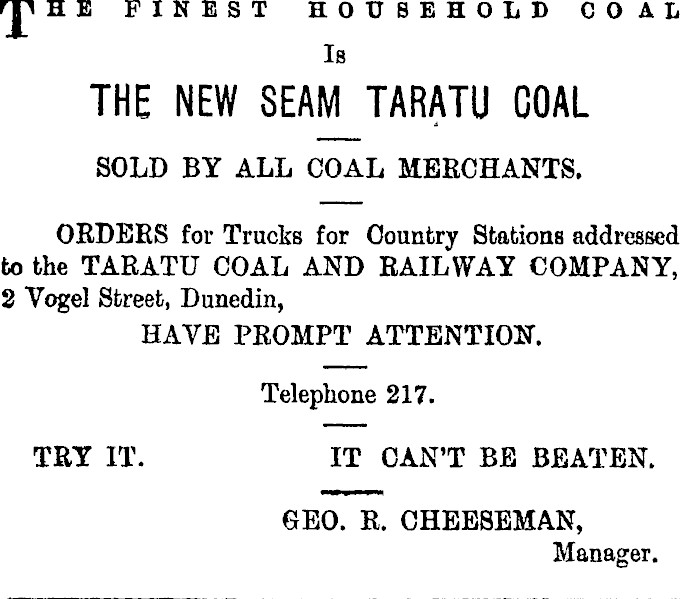 THE FINEST HOUSEHOLD COAL
Is
THE NEW SEAM TARATU COAL
SOLD BY ALL COAL MERCHANTS.
ORDERS for Trucks for Country Stations addressed
to the TARATU COAL AND RAILWAY COMPANY,
2 Vogel Street, Dunedin,
HAVE PROMPT ATTENTION.
Telephone 217.
TRY IT. IT CAN'T BE BEATEN.
GEO. R. CHEESEMAN,
Manager.